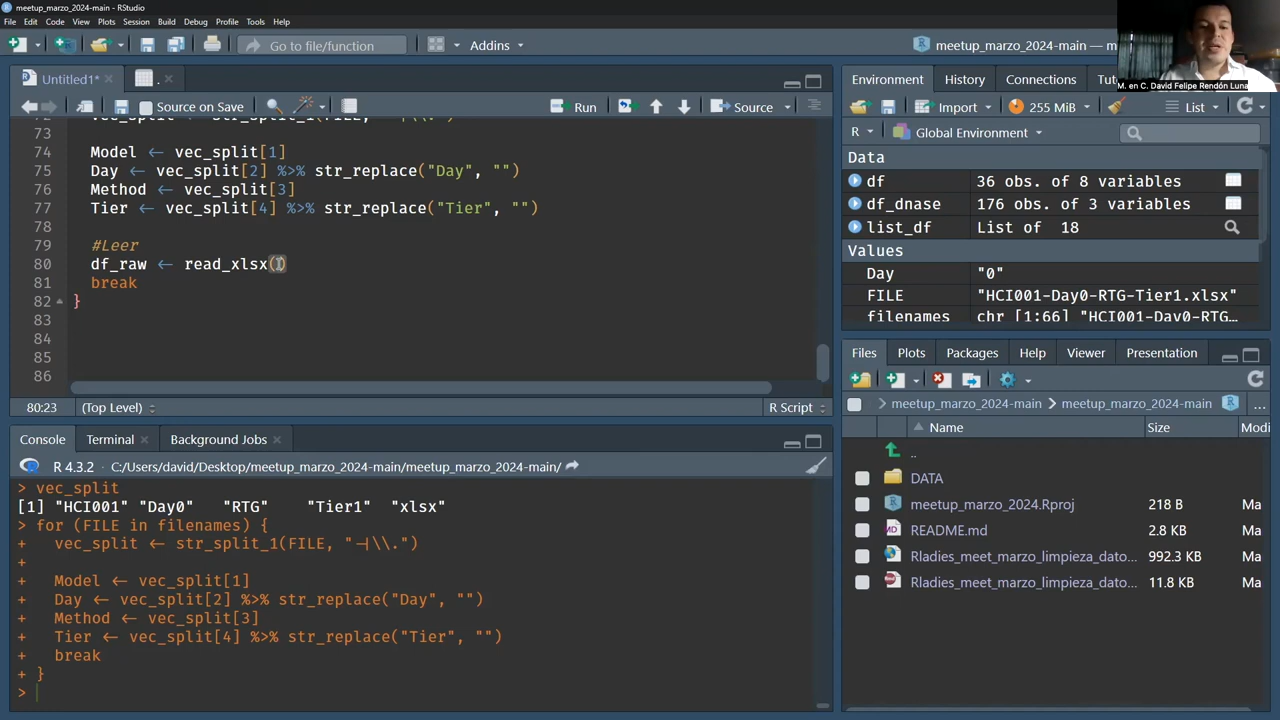 meetup_marzo_2024-main - RStudio
File Edit Code View Plots Session Build Debug Profile Tools Help
Go to file/function
Addins
meetup_marzo_2024-main —
M. en C. David Felipe Rendón Luna
Untitled1*
.
Source on Save
Run
Source
73
74 Model ← vec_split[1]
75 Day ← vec_split[2] %>% str_replace("Day", "")
76 Method ← vec_split[3]
77 Tier ← vec_split[4] %>% str_replace("Tier", "")
78
79 #Leer
80 df_raw ← read_xlsx()
81 break
82 }
83
84
85
86
80:23 (Top Level) R Script
Console Terminal Background Jobs
R 4.3.2 · C:/Users/david/Desktop/meetup_marzo_2024-main/meetup_marzo_2024-main/
> vec_split
[1] "HCI001" "Day0" "RTG" "Tier1" "xlsx"
> for (FILE in filenames) {
+ vec_split ← str_split_1(FILE, "-|\\.")
+
+ Model ← vec_split[1]
+ Day ← vec_split[2] %>% str_replace("Day", "")
+ Method ← vec_split[3]
+ Tier ← vec_split[4] %>% str_replace("Tier", "")
+ break
+ }
>
Environment History Connections Tu
Import 255 MiB List
R Global Environment
Data
df 36 obs. of 8 variables
df_dnase 176 obs. of 3 variables
list_df List of 18
Values
Day "0"
FILE "HCI001-Day0-RTG-Tier1.xlsx"
filenames chr [1:66] "HCI001-Day0-RTG…
Files Plots Packages Help Viewer Presentation
meetup_marzo_2024-main > meetup_marzo_2024-main ...
Name Size Modi
..
DATA
meetup_marzo_2024.Rproj 218 B Ma
README.md 2.8 KB Ma
Rladies_meet_marzo_limpieza_dato... 992.3 KB Ma
Rladies_meet_marzo_limpieza_dato... 11.8 KB Ma